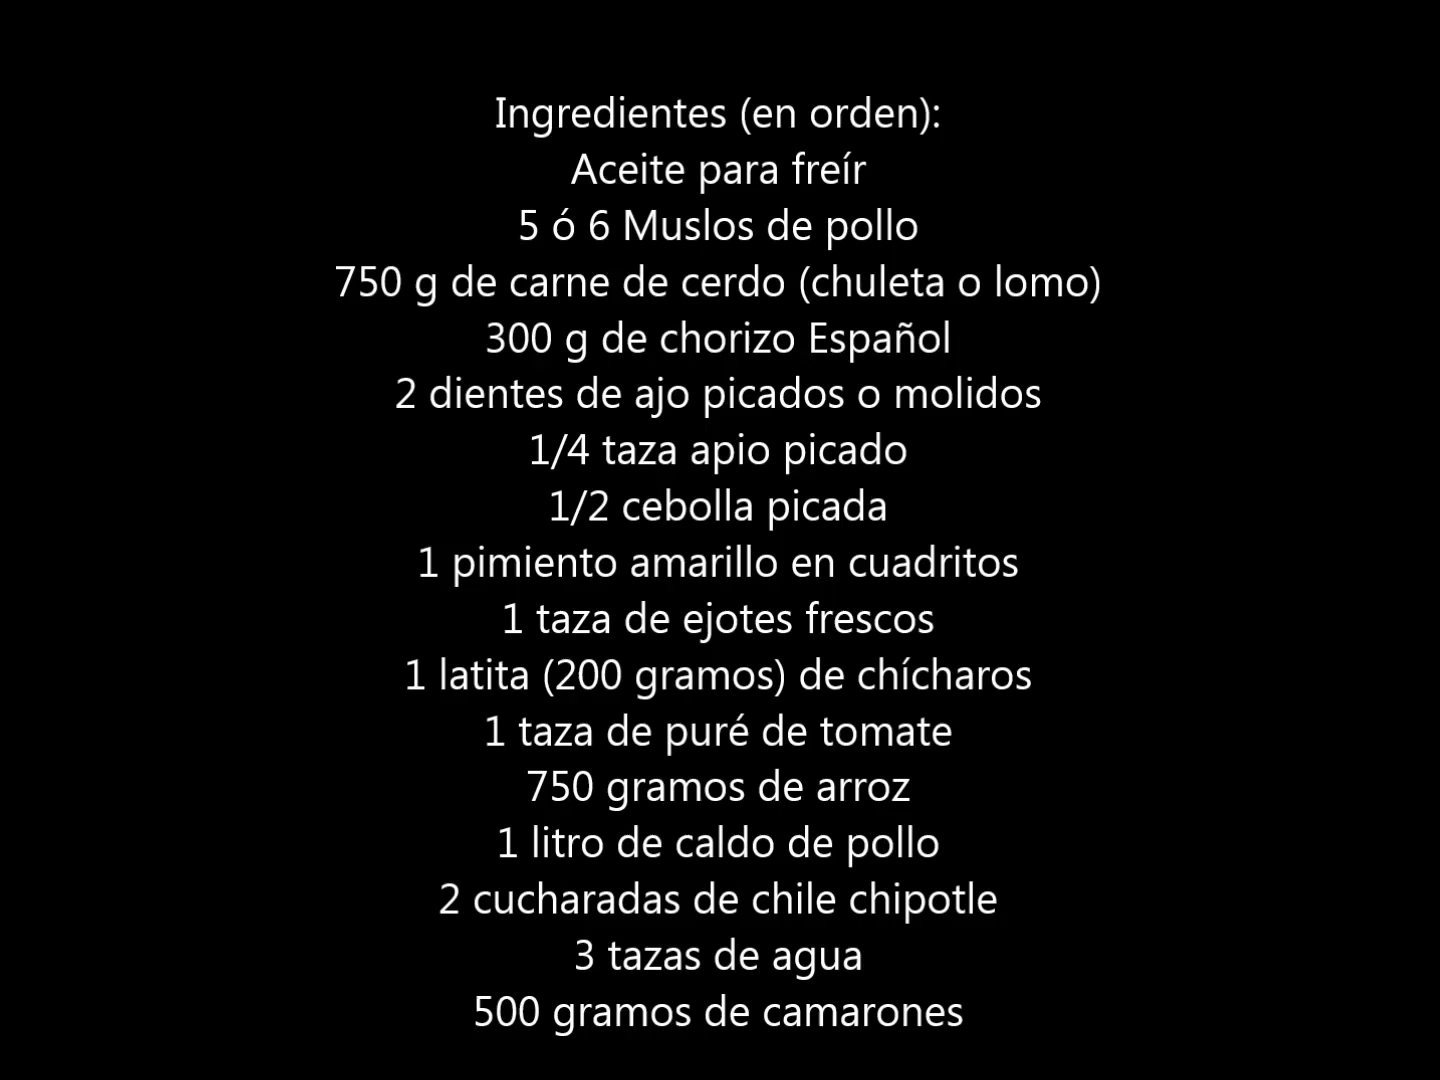 Ingredientes (en orden):
Aceite para freír
5 ó 6 Muslos de pollo
750 g de carne de cerdo (chuleta o lomo)
300 g de chorizo Español
2 dientes de ajo picados o molidos
1/4 taza apio picado
1/2 cebolla picada
1 pimiento amarillo en cuadritos
1 taza de ejotes frescos
1 latita (200 gramos) de chícharos
1 taza de puré de tomate
750 gramos de arroz
1 litro de caldo de pollo
2 cucharadas de chile chipotle
3 tazas de agua
500 gramos de camarones